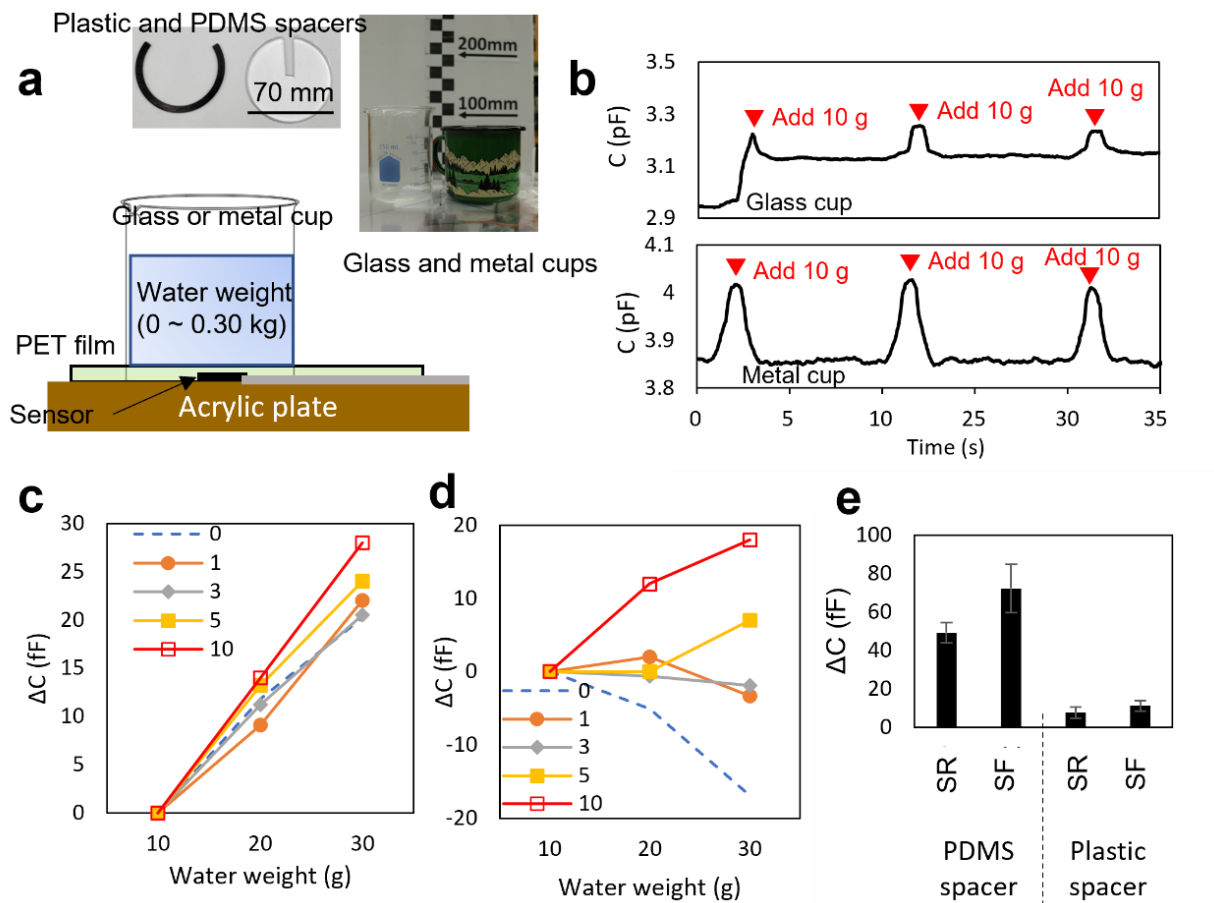 Plastic and PDMS spacers
a
70 mm
200mm
100mm
Glass or metal cup
Glass and metal cups
Water weight
(0 ~ 0.30 kg)
PET film
Sensor
Acrylic plate
b
3.5
3.3
3.1
2.9
C (pF)
Add 10 g
Add 10 g
Add 10 g
Glass cup
4.1
4
3.9
3.8
C (pF)
Add 10 g
Add 10 g
Add 10 g
Metal cup
0 5 10 25 30 35
Time (s)
c
30
25
20
15
10
5
0
ΔC (fF)
0
1
3
5
10
10 20 30
Water weight (g)
d
20
10
0
-10
-20
ΔC (fF)
0
1
3
5
10
10 20 30
Water weight (g)
e
100
80
60
40
20
0
ΔC (fF)
SR SF SR SF
PDMS
spacer
Plastic
spacer